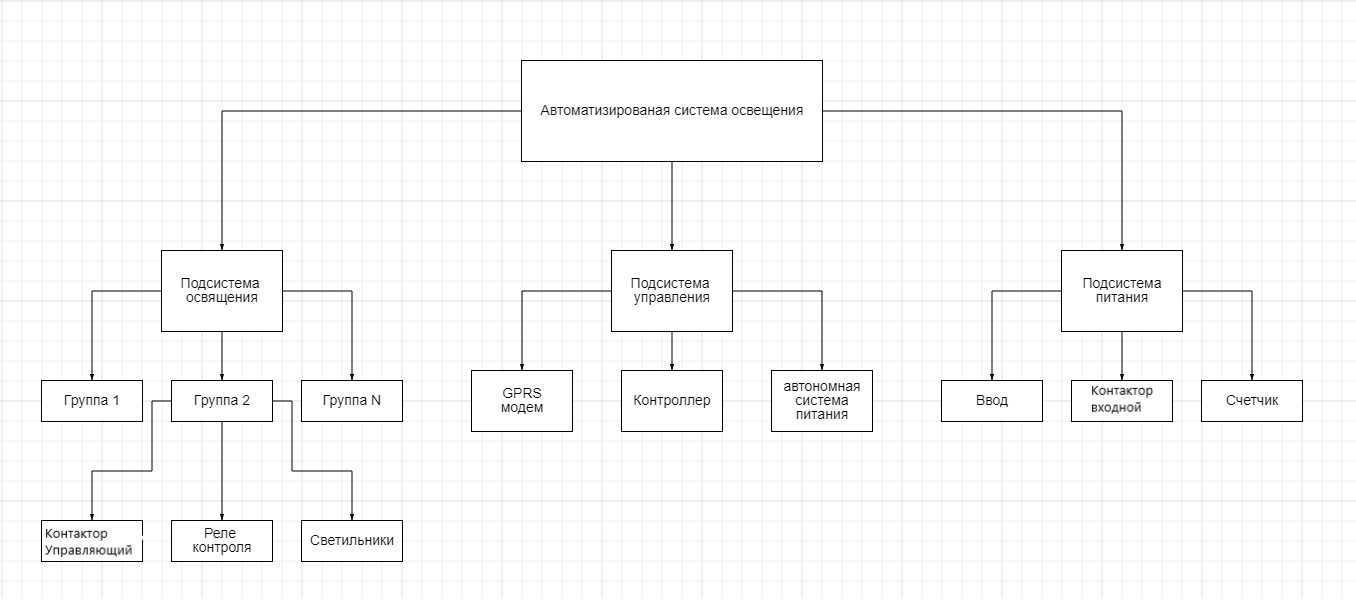 Автоматизированая система освещения
Подсистема
освящения
Подсистема
управления
Подсистема
питания
Группа 1
Группа 2
Группа N
GPRS
модем
Контроллер
автономная
система
питания
Ввод
Контактор
входной
Счетчик
Контактор
Управляющий
Реле
контроля
Светильники